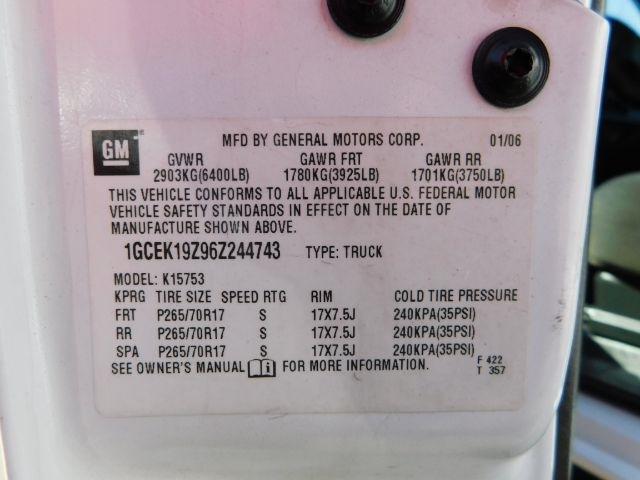 GM MFD BY GENERAL MOTORS CORP. 01/06
GVWR GAWR FRT GAWR RR
2903KG(6400LB) 1780KG(3925LB) 1701KG(3750LB)
THIS VEHICLE CONFORMS TO ALL APPLICABLE U.S. FEDERAL MOTOR
VEHICLE SAFETY STANDARDS IN EFFECT ON THE DATE OF
MANUFACTURE SHOWN ABOVE.
1GCEK19Z96Z244743 TYPE: TRUCK
MODEL: K15753
KPRG TIRE SIZE SPEED RTG RIM COLD TIRE PRESSURE
FRT P265/70R17 S 17X7.5J 240KPA(35PSI)
RR P265/70R17 S 17X7.5J 240KPA(35PSI)
SPA P265/70R17 S 17X7.5J 240KPA(35PSI)
SEE OWNER'S MANUAL i FOR MORE INFORMATION. F 422
T 357